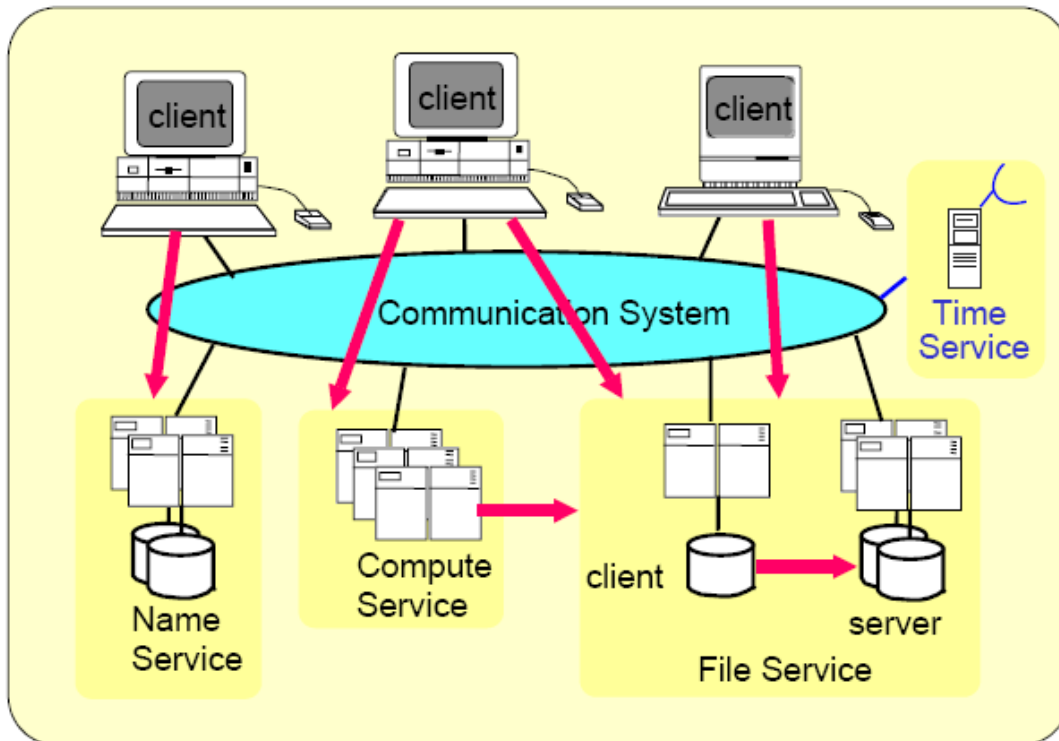 client
client
client
Communication System
Time
Service
Name
Service
Compute
Service
client
server
File Service